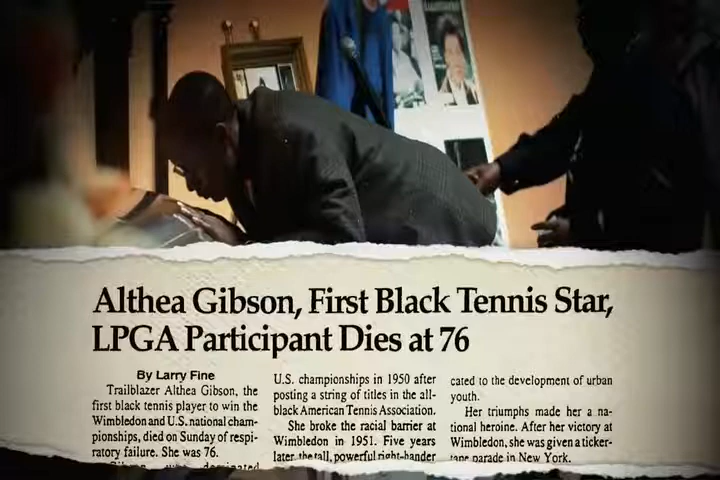 Althea Gibson, First Black Tennis Star,
LPGA Participant Dies at 76
By Larry Fine
Trailblazer Althea Gibson, the
first black tennis player to win the
Wimbledon and U.S. national cham-
pionships, died on Sunday of respi-
ratory failure. She was 76.
Gibson, who dominated
U.S. championships in 1950 after
posting a string of titles in the all-
black American Tennis Association.
She broke the racial barrier at
Wimbledon in 1951. Five years
later, the tall, powerful right-hander
cated to the development of urban
youth.
Her triumphs made her a na-
tional heroine. After her victory at
Wimbledon, she was given a ticker-
tape parade in New York.